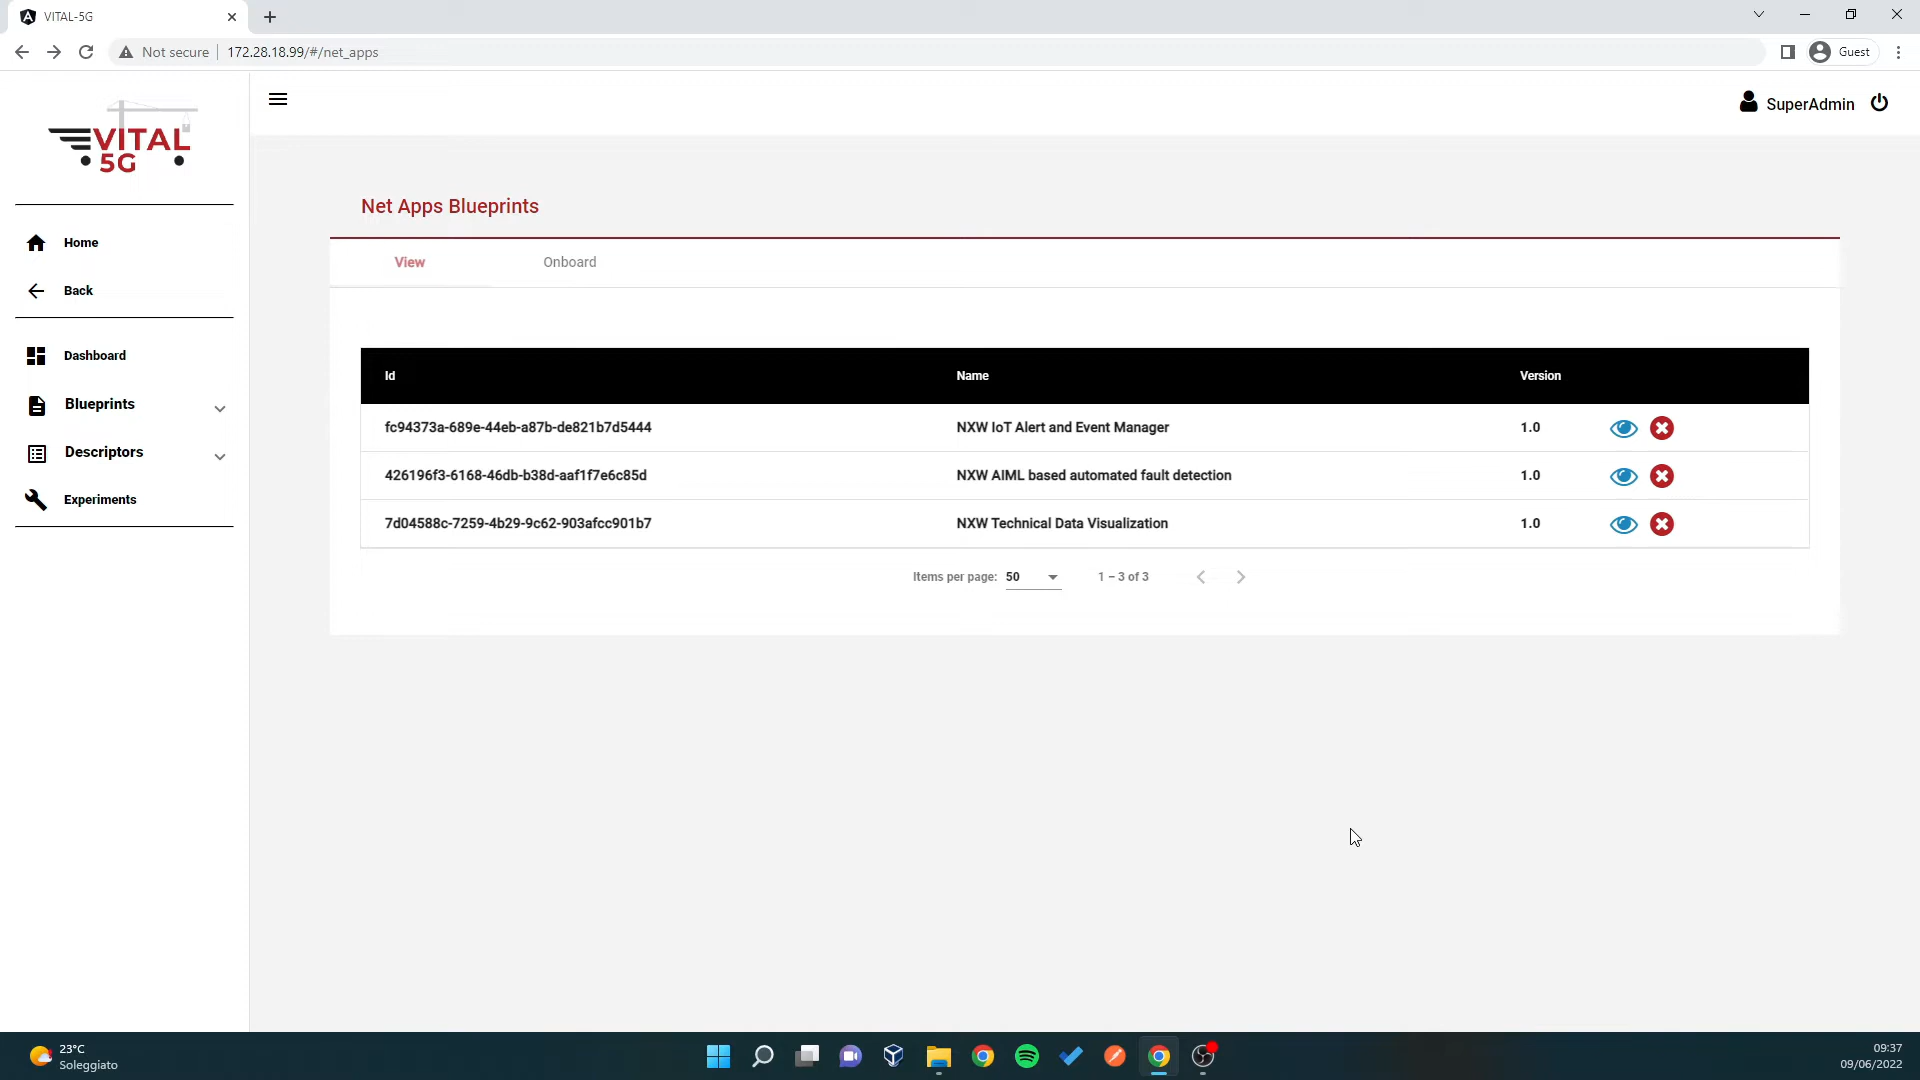 VITAL-5G
Not secure
172.28.18.99/#/net_apps
Guest
VITAL
5G
SuperAdmin
Home
Back
Dashboard
Blueprints
Descriptors
Experiments
Net Apps Blueprints
View Onboard
Id Name Version
fc94373a-689e-44eb-a87b-de821b7d5444 NXW IoT Alert and Event Manager 1.0
426196f3-6168-46db-b38d-aaf1f7e6c85d NXW AIML based automated fault detection 1.0
7d04588c-7259-4b29-9c62-903afcc901b7 NXW Technical Data Visualization 1.0
Items per page: 50 1 – 3 of 3
23°C
Soleggiato
09:37
09/06/2022